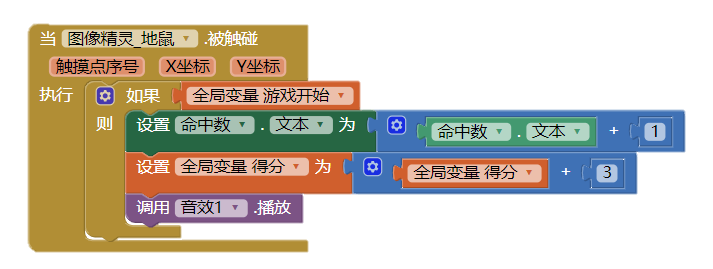 当 图像精灵_地鼠 .被触碰
触摸点序号 X坐标 Y坐标
执行 如果 全局变量 游戏开始
则 设置 命中数 . 文本 为 命中数 . 文本 + 1
设置 全局变量 得分 为 全局变量 得分 + 3
调用 音效1 .播放